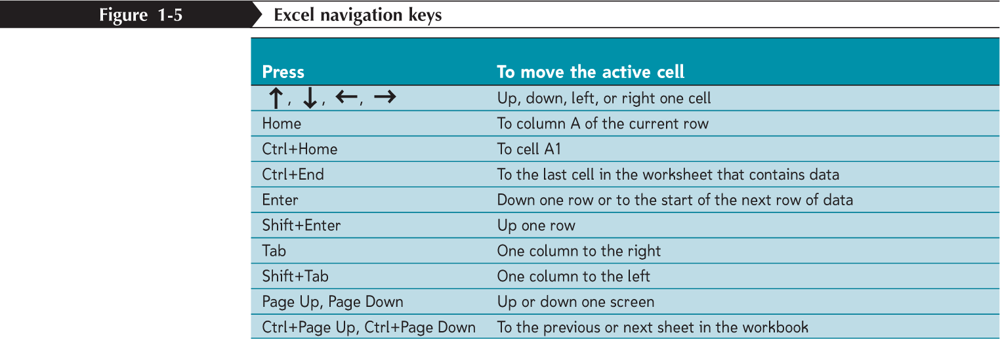 Figure 1-5 Excel navigation keys
Press To move the active cell
↑, ↓, ←, → Up, down, left, or right one cell
Home To column A of the current row
Ctrl+Home To cell A1
Ctrl+End To the last cell in the worksheet that contains data
Enter Down one row or to the start of the next row of data
Shift+Enter Up one row
Tab One column to the right
Shift+Tab One column to the left
Page Up, Page Down Up or down one screen
Ctrl+Page Up, Ctrl+Page Down To the previous or next sheet in the workbook